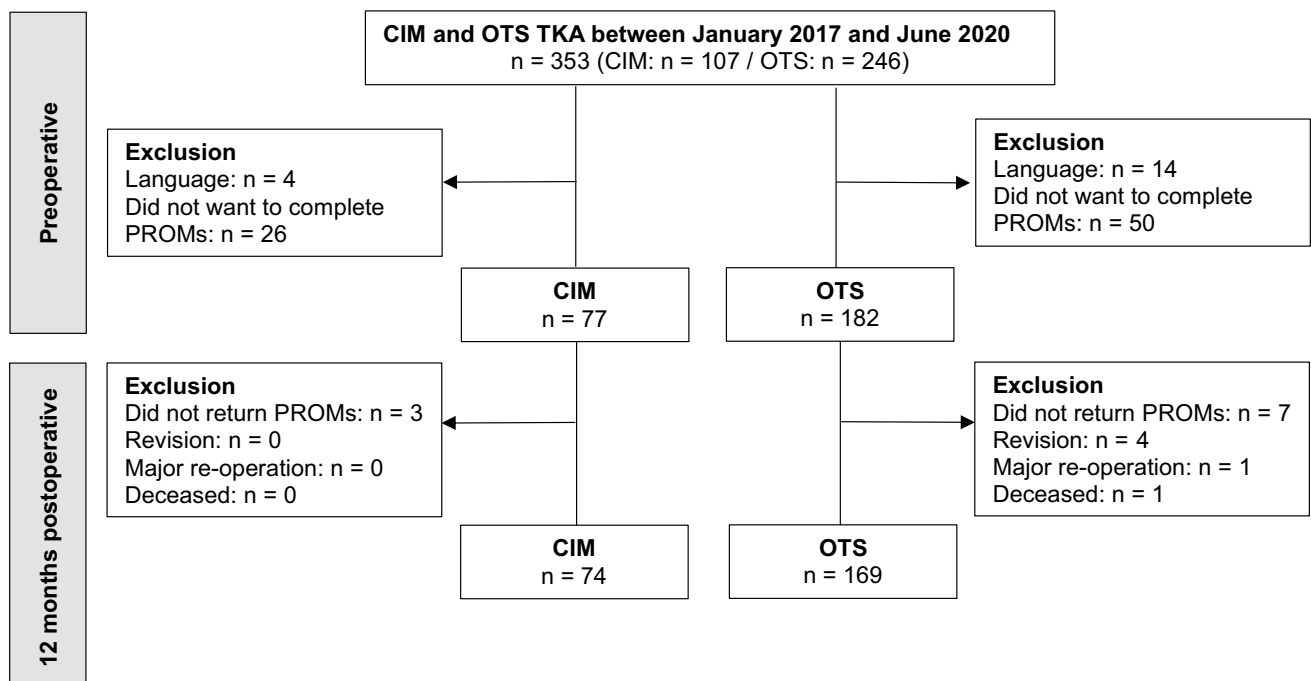 CIM and OTS TKA between January 2017 and June 2020
n = 353 (CIM: n = 107 / OTS: n = 246)
Preoperative
Exclusion
Language: n = 4
Did not want to complete
PROMs: n = 26
Exclusion
Language: n = 14
Did not want to complete
PROMs: n = 50
CIM
n = 77
OTS
n = 182
12 months postoperative
Exclusion
Did not return PROMs: n = 3
Revision: n = 0
Major re-operation: n = 0
Deceased: n = 0
Exclusion
Did not return PROMs: n = 7
Revision: n = 4
Major re-operation: n = 1
Deceased: n = 1
CIM
n = 74
OTS
n = 169